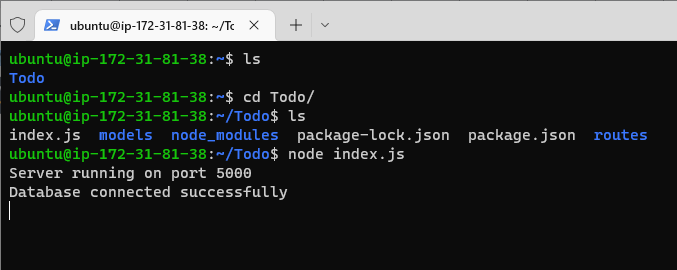 ubuntu@ip-172-31-81-38: ~/To
ubuntu@ip-172-31-81-38:~$ ls
Todo
ubuntu@ip-172-31-81-38:~$ cd Todo/
ubuntu@ip-172-31-81-38:~/Todo$ ls
index.js  models  node_modules  package-lock.json  package.json  routes
ubuntu@ip-172-31-81-38:~/Todo$ node index.js
Server running on port 5000
Database connected successfully